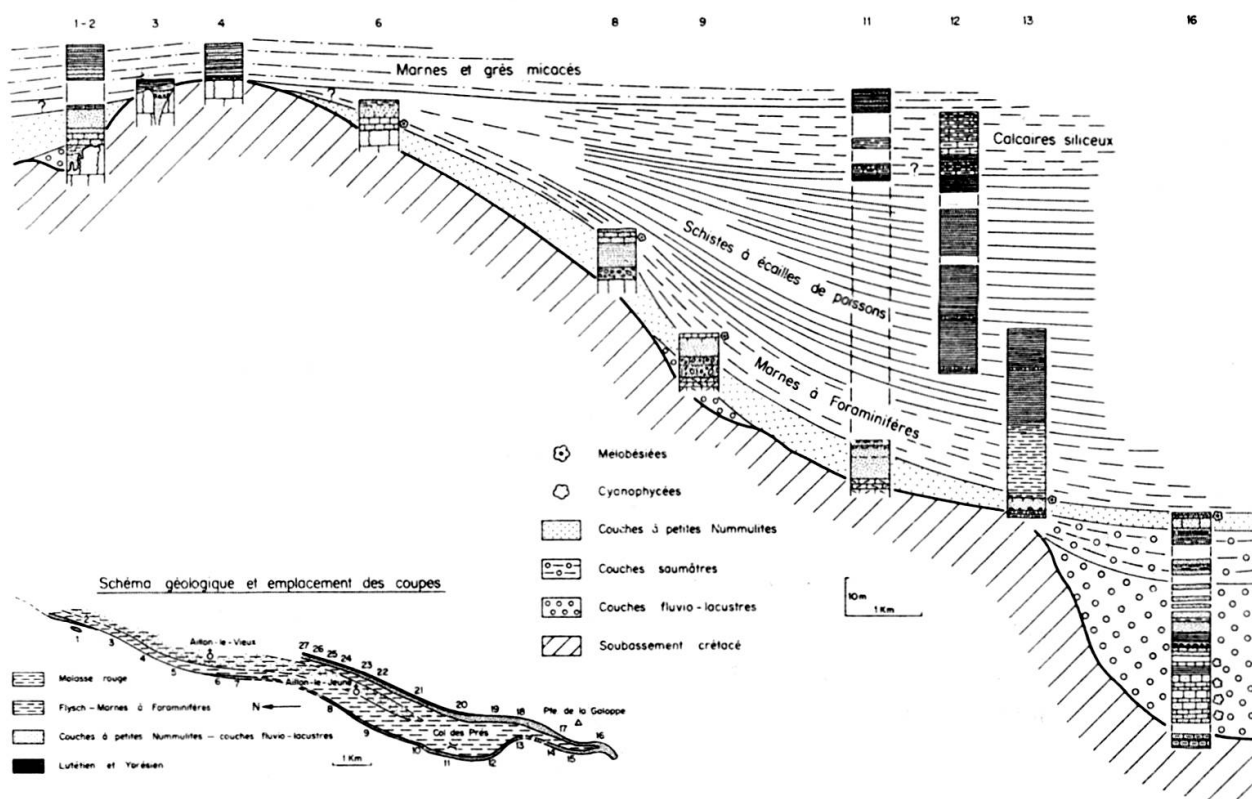 1-2 3 4 6 8 9 11 12 13 16
Marnes et grès micacés
?
?
Calcaires siliceux
?
Schistes à écailles de poissons
Marnes à Foraminifères
Mélobésiées
Cyanophycées
Couches à petites Nummulites
Couches saumâtres
Couches fluvio-lacustres
Soubassement crétacé
10m
1 Km
Schéma géologique et emplacement des coupes
Aillon-le-Vieux
Aillon-le-Jeune
Col des Prés
Pte de la Galoppe
1 2 3 4 5 6 7 8 9 10 11 12 13 14 15 16 17 18 19 20 21 22 23 24 25 26 27
N
1 Km
Molasse rouge
Flysch-Marnes à Foraminifères
Couches à petites Nummulites - couches fluvio-lacustres
Lutétien et Yprésien